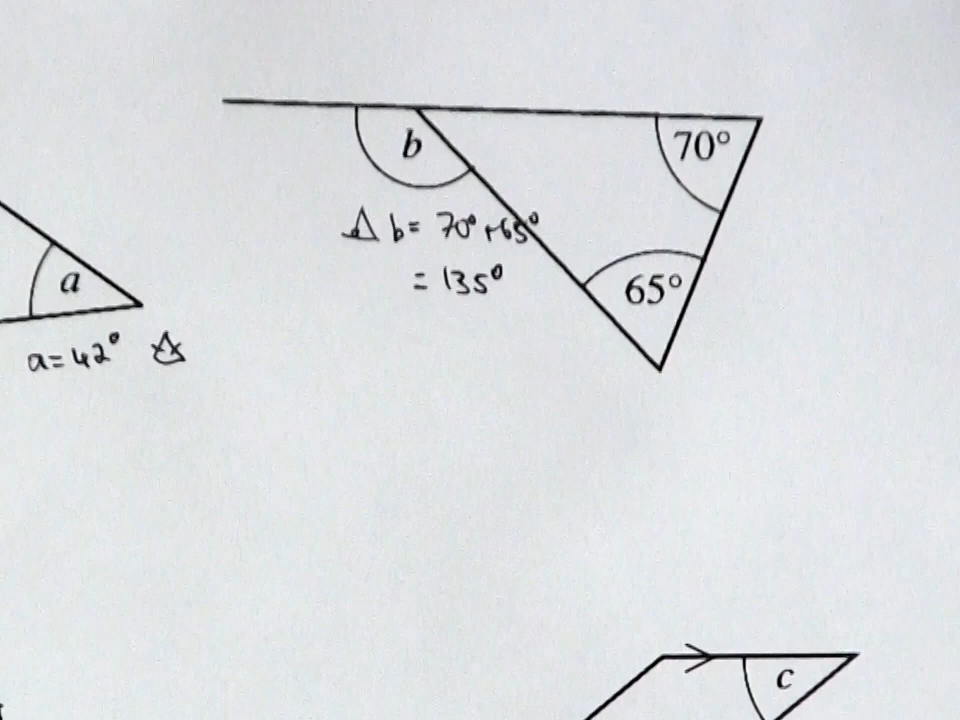 b
70°
b = 70° + 65°
= 135°
65°
a
a = 42°
c